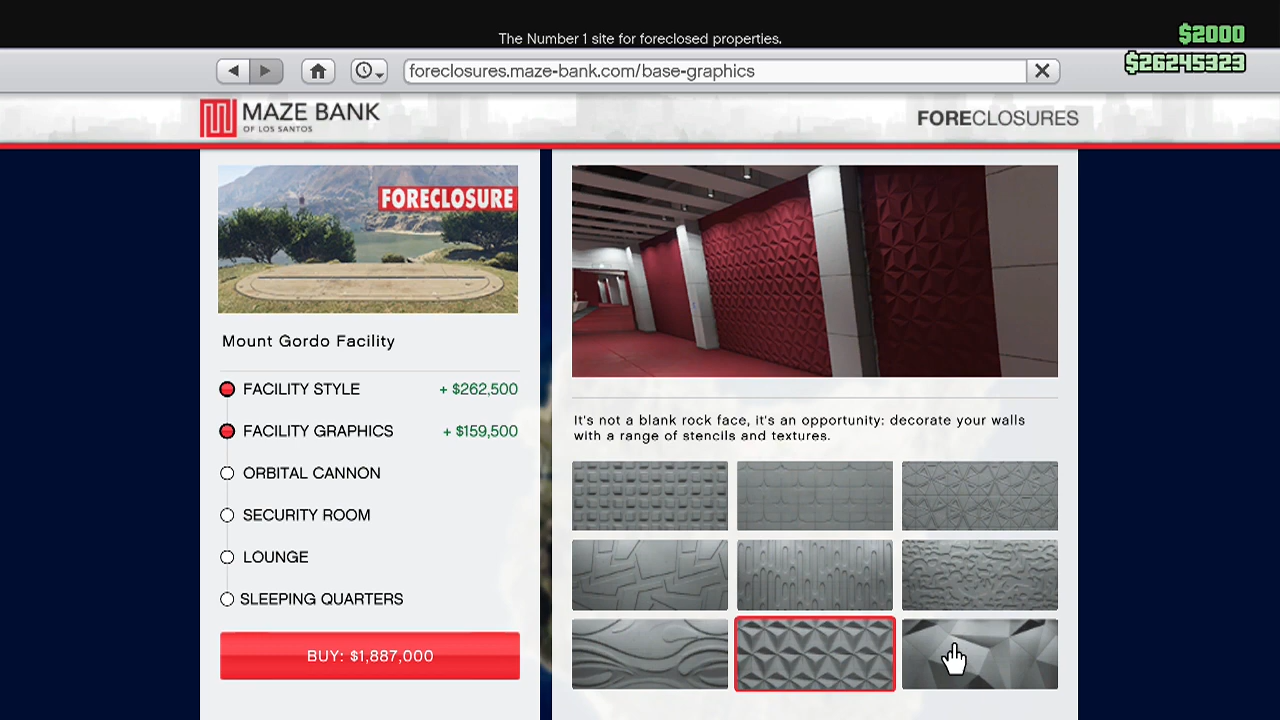 The Number 1 site for foreclosed properties.
$2000
$26245323
foreclosures.maze-bank.com/base-graphics
MAZE BANK
OF LOS SANTOS
FORECLOSURES
FORECLOSURE
Mount Gordo Facility
FACILITY STYLE + $262,500
FACILITY GRAPHICS + $159,500
ORBITAL CANNON
SECURITY ROOM
LOUNGE
SLEEPING QUARTERS
BUY: $1,887,000
It's not a blank rock face, it's an opportunity: decorate your walls
with a range of stencils and textures.